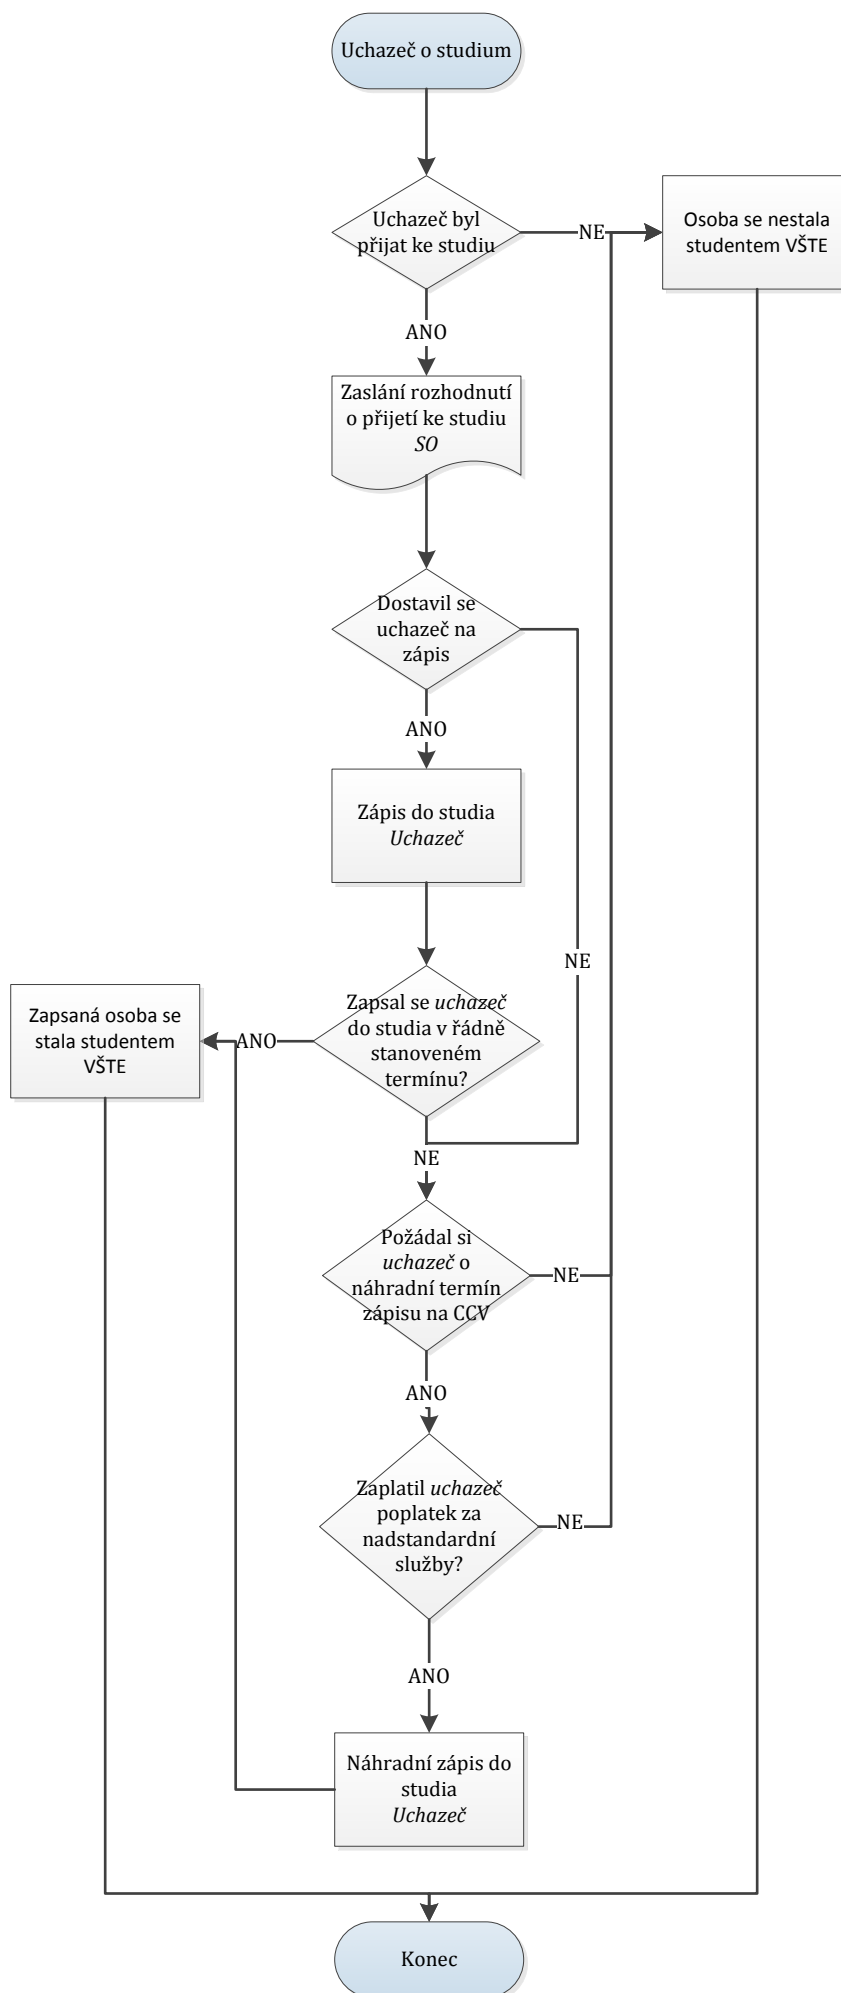 Uchazeč o studium
Uchazeč byl
přijat ke studiu
NE
Osoba se nestala
studentem VŠTE
ANO
Zaslání rozhodnutí
o přijetí ke studiu
SO
Dostavil se
uchazeč na
zápis
ANO
Zápis do studia
Uchazeč
NE
Zapsal se uchazeč
do studia v řádně
stanoveném
termínu?
ANO
Zapsaná osoba se
stala studentem
VŠTE
NE
Požádal si
uchazeč o
náhradní termín
zápisu na CCV
NE
ANO
Zaplatil uchazeč
poplatek za
nadstandardní
služby?
NE
ANO
Náhradní zápis do
studia
Uchazeč
Konec